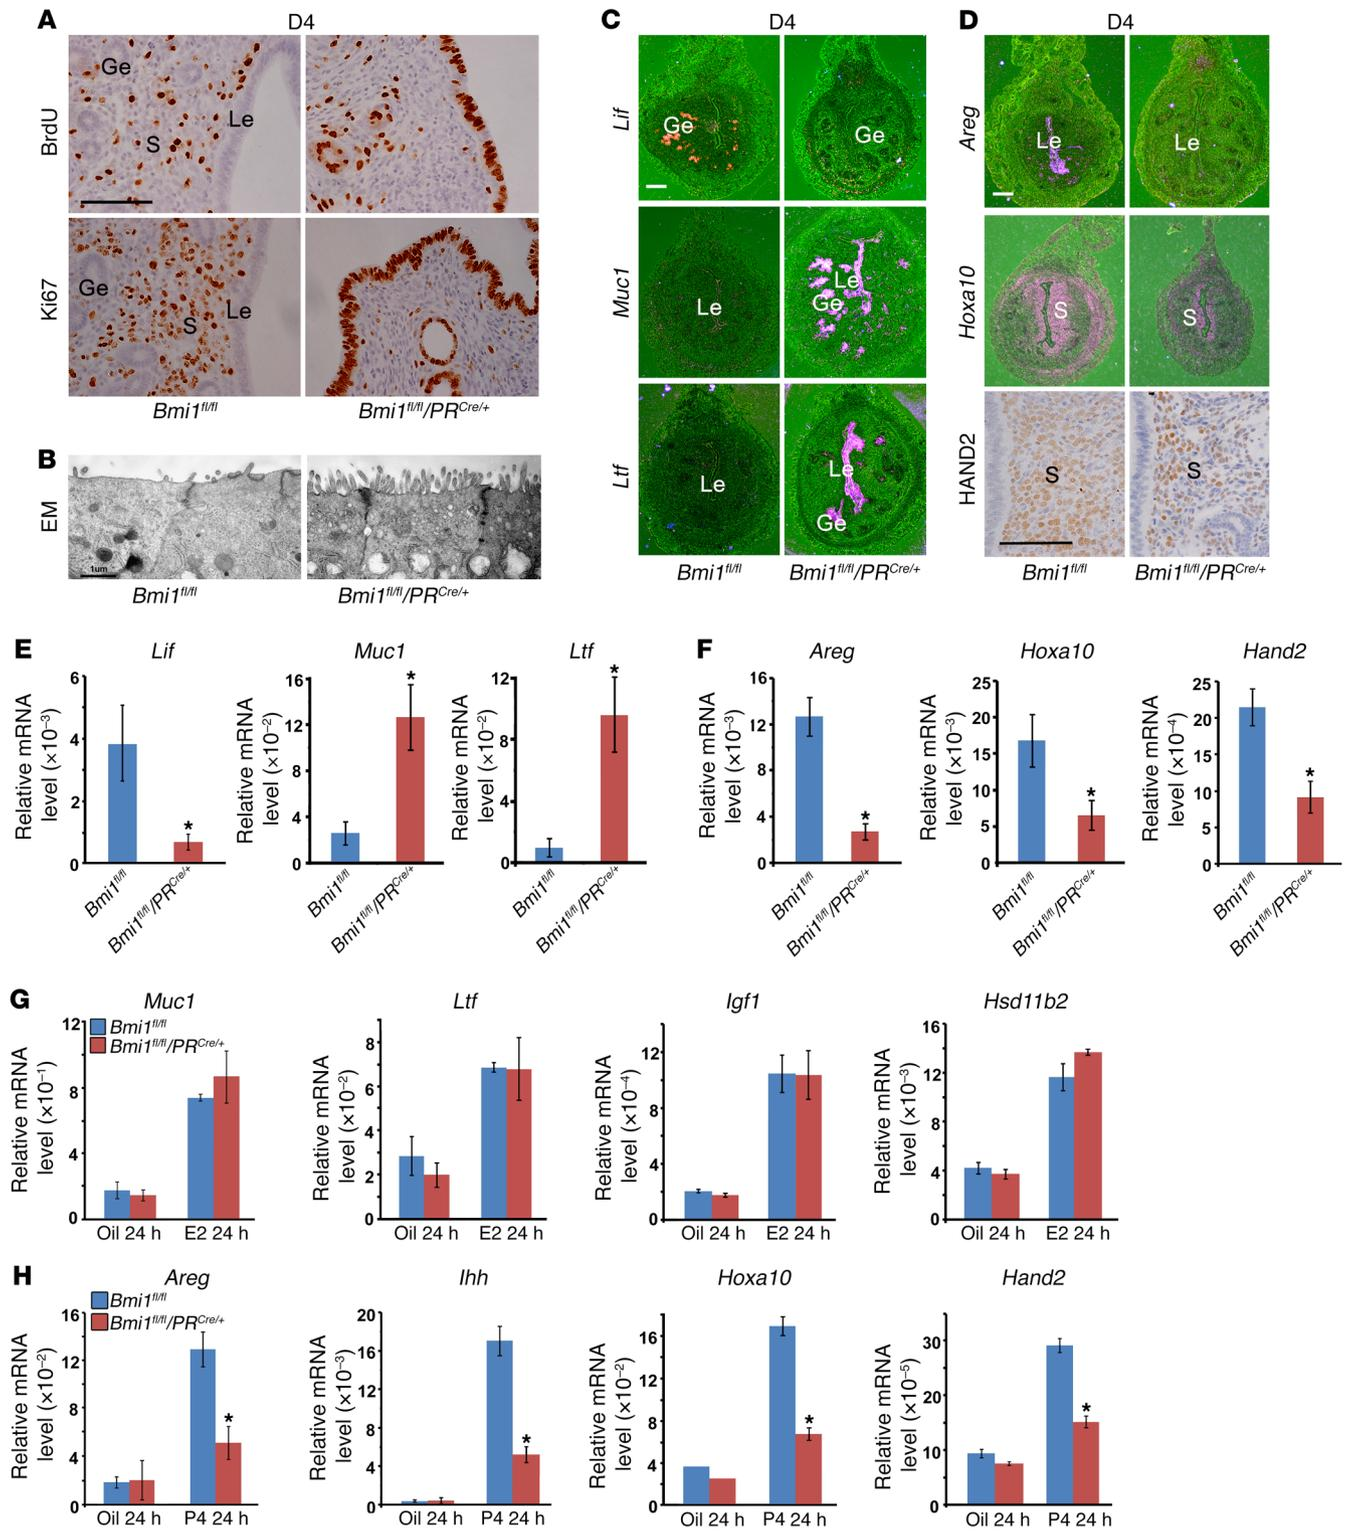 A
D4
BrdU
Ge
S
Le
Ki67
Ge
S
Le
Bmi1fl/fl
Bmi1fl/fl/PRCre/+
B
EM
1um
Bmi1fl/fl
Bmi1fl/fl/PRCre/+
C
D4
Lif
Ge
Ge
Muc1
Le
Le
Ge
Ltf
Le
Le
Ge
Bmi1fl/fl
Bmi1fl/fl/PRCre/+
D
D4
Areg
Le
Le
Hoxa10
S
S
HAND2
S
S
Bmi1fl/fl
Bmi1fl/fl/PRCre/+
E
Lif
Relative mRNA
level (×10–3)
6
4
2
0
Bmi1fl/fl
*
Bmi1fl/fl/PRCre/+
Muc1
Relative mRNA
level (×10–2)
16
12
8
4
0
Bmi1fl/fl
*
Bmi1fl/fl/PRCre/+
Ltf
Relative mRNA
level (×10–2)
12
8
4
0
Bmi1fl/fl
*
Bmi1fl/fl/PRCre/+
F
Areg
Relative mRNA
level (×10–3)
16
12
8
4
0
Bmi1fl/fl
*
Bmi1fl/fl/PRCre/+
Hoxa10
Relative mRNA
level (×10–3)
25
20
15
10
5
0
Bmi1fl/fl
*
Bmi1fl/fl/PRCre/+
Hand2
Relative mRNA
level (×10–4)
25
20
15
10
5
0
Bmi1fl/fl
*
Bmi1fl/fl/PRCre/+
G
Muc1
Bmi1fl/fl
Bmi1fl/fl/PRCre/+
Relative mRNA
level (×10–1)
12
8
4
0
Oil 24 h E2 24 h
Ltf
Relative mRNA
level (×10–2)
8
6
4
2
0
Oil 24 h E2 24 h
Igf1
Relative mRNA
level (×10–4)
12
8
4
0
Oil 24 h E2 24 h
Hsd11b2
Relative mRNA
level (×10–3)
16
12
8
4
0
Oil 24 h E2 24 h
H
Areg
Bmi1fl/fl
Bmi1fl/fl/PRCre/+
Relative mRNA
level (×10–2)
16
12
8
4
0
*
Oil 24 h P4 24 h
Ihh
Relative mRNA
level (×10–3)
20
16
12
8
4
0
*
Oil 24 h P4 24 h
Hoxa10
Relative mRNA
level (×10–2)
16
12
8
4
0
*
Oil 24 h P4 24 h
Hand2
Relative mRNA
level (×10–5)
30
20
10
0
*
Oil 24 h P4 24 h